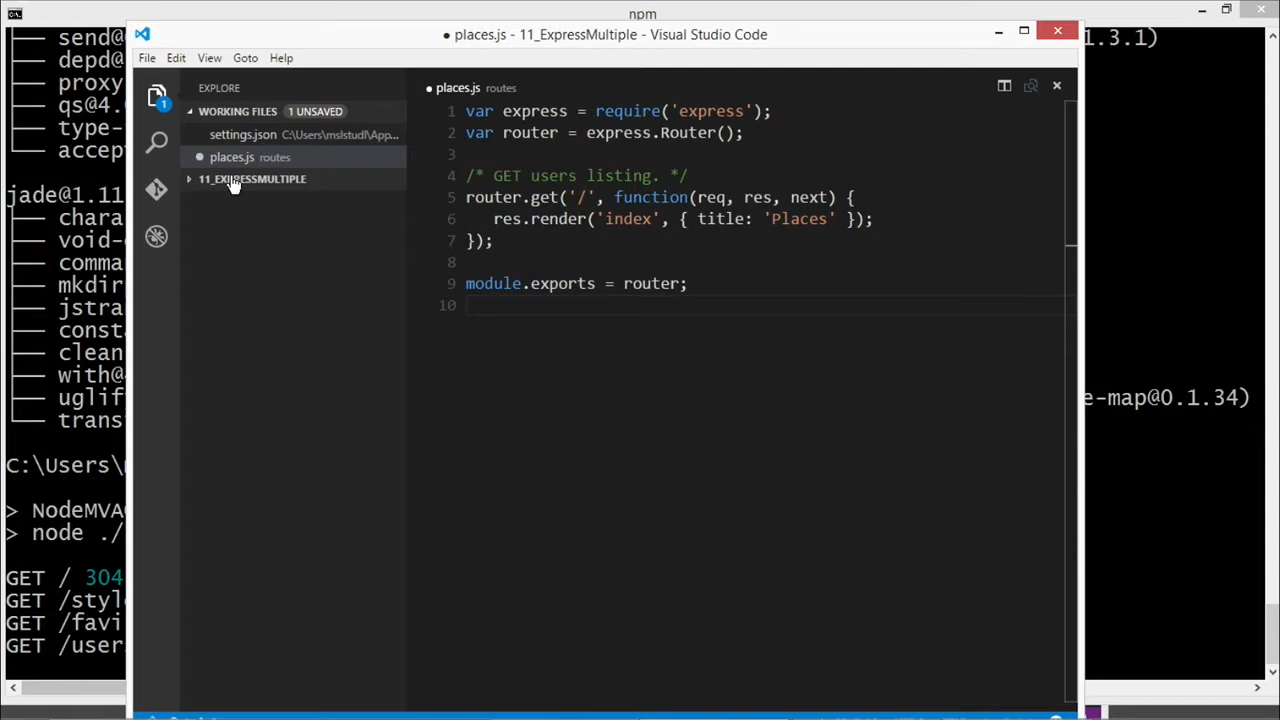 npm
send@
depd@
proxy
qs@4.
type-
accep
jade@1.11
chara
void-
comma
mkdir
jstra
const
clean
with@
uglif
trans
C:\Users\
> NodeMVA
> node ./
GET / 304
GET /styl
GET /favi
GET /user
.1.3.1)
e-map@0.1.34)
● places.js - 11_ExpressMultiple - Visual Studio Code
File Edit View Goto Help
EXPLORE
WORKING FILES 1 UNSAVED
settings.json C:\Users\mslstudl\App...
places.js routes
11_EXPRESSMULTIPLE
1
● places.js routes
1 var express = require('express');
2 var router = express.Router();
3
4 /* GET users listing. */
5 router.get('/', function(req, res, next) {
6 res.render('index', { title: 'Places' });
7 });
8
9 module.exports = router;
10